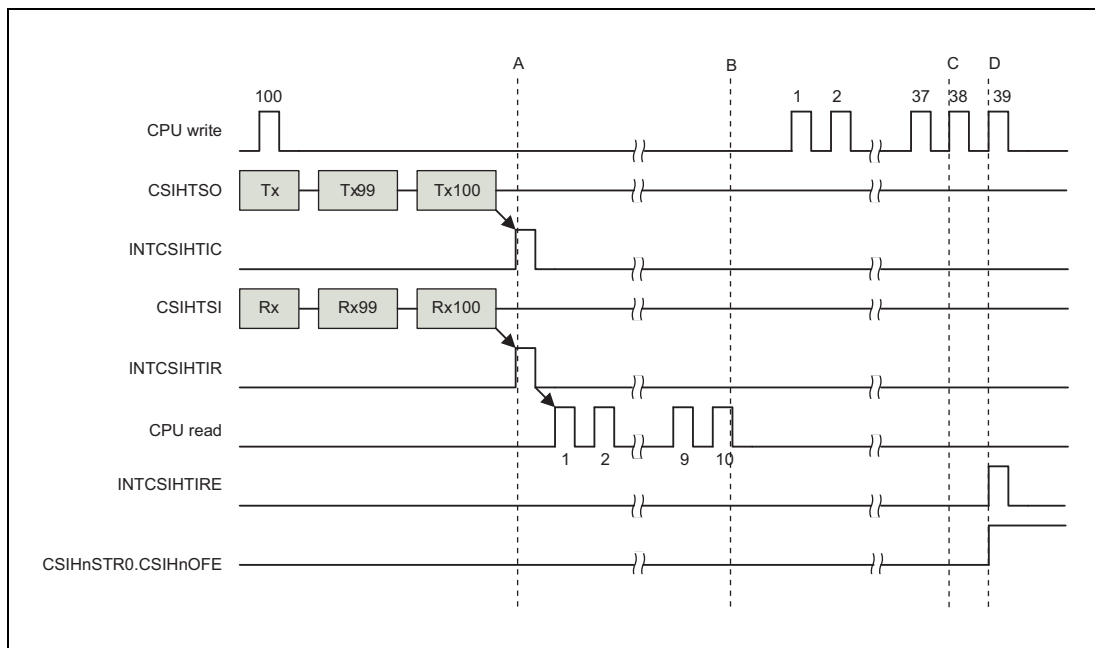 A
B
C
D
100
1
2
37
38
39
CPU write
CSIHTSO
Tx
Tx99
Tx100
INTCSIHTIC
CSIHTSI
Rx
Rx99
Rx100
INTCSIHTIR
CPU read
1
2
9
10
INTCSIHTIRE
CSIHnSTR0.CSIHnOFE